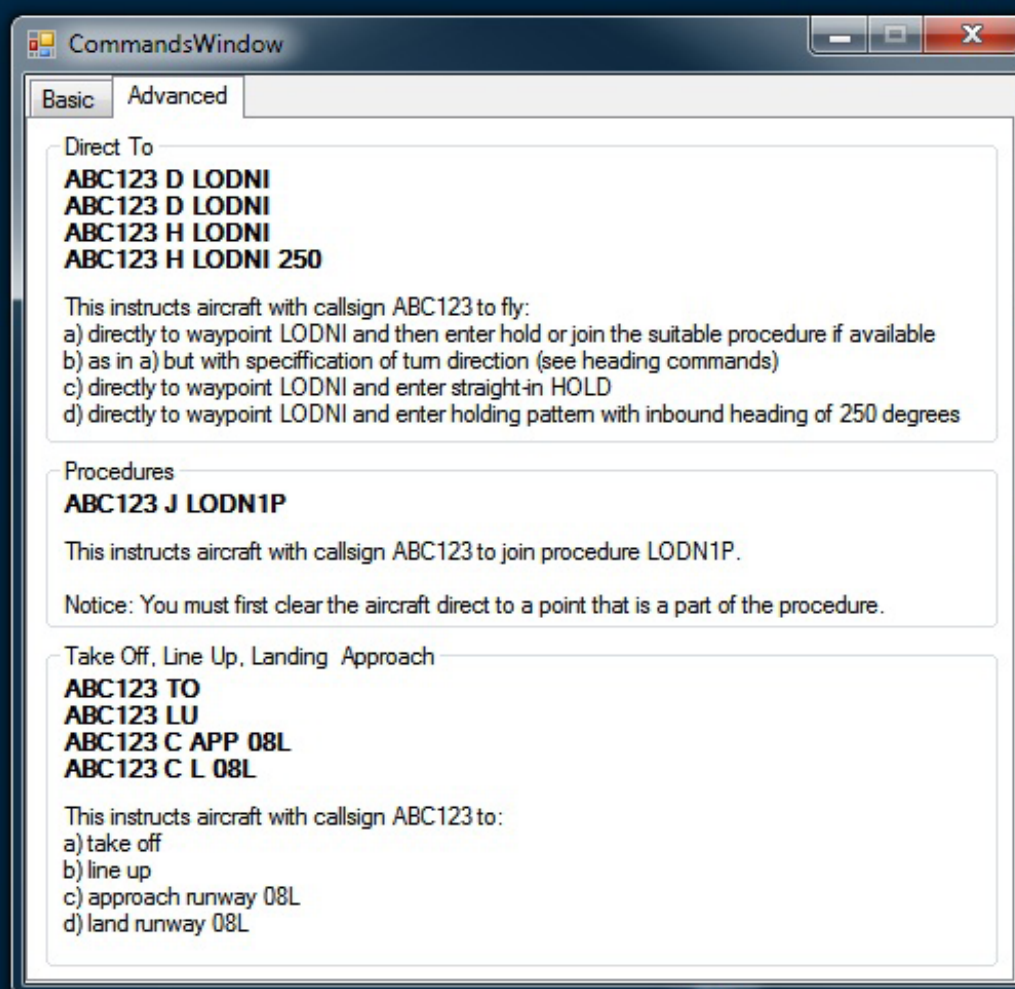 CommandsWindow
Basic
Advanced
Direct To
ABC123 D LODNI
ABC123 D LODNI
ABC123 H LODNI
ABC123 H LODNI 250
This instructs aircraft with callsign ABC123 to fly:
a) directly to waypoint LODNI and then enter hold or join the suitable procedure if available
b) as in a) but with speciffication of turn direction (see heading commands)
c) directly to waypoint LODNI and enter straight-in HOLD
d) directly to waypoint LODNI and enter holding pattern with inbound heading of 250 degrees
Procedures
ABC123 J LODN1P
This instructs aircraft with callsign ABC123 to join procedure LODN1P.
Notice: You must first clear the aircraft direct to a point that is a part of the procedure.
Take Off, Line Up, Landing Approach
ABC123 TO
ABC123 LU
ABC123 C APP 08L
ABC123 C L 08L
This instructs aircraft with callsign ABC123 to:
a) take off
b) line up
c) approach runway 08L
d) land runway 08L